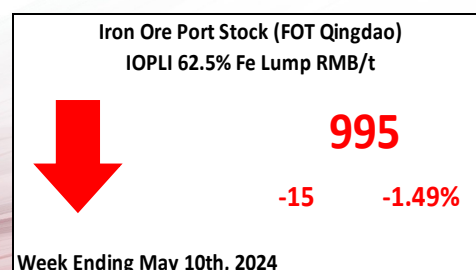 Iron Ore Port Stock (FOT Qingdao)
IOPLI 62.5% Fe Lump RMB/t
995
-15 -1.49%
Week Ending May 10th, 2024